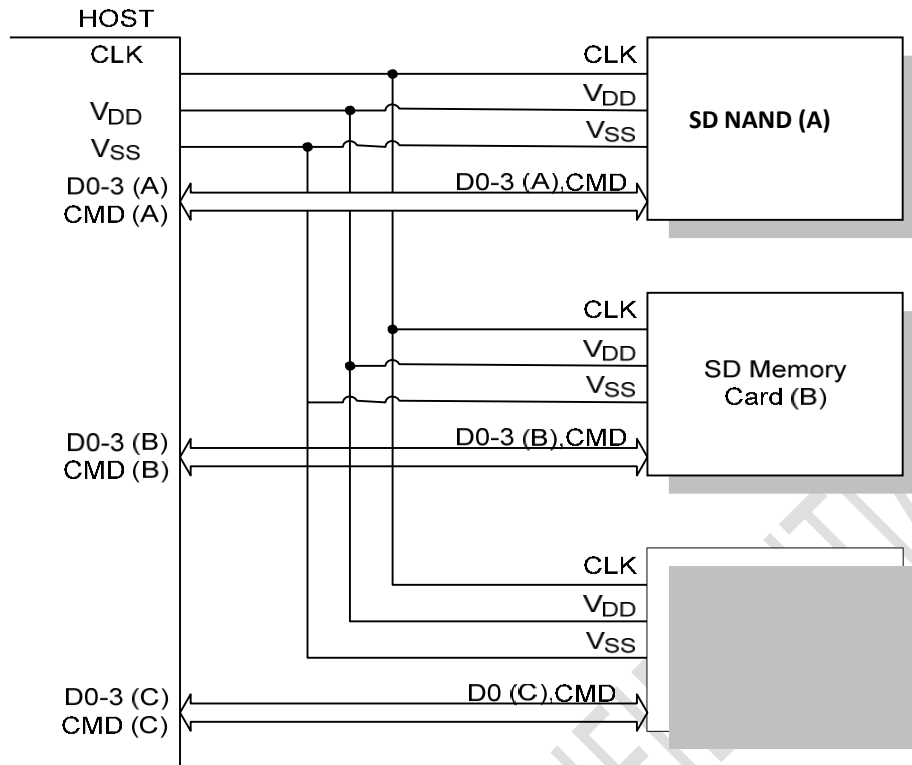 HOST
CLK
CLK
VDD
VDD
SD NAND (A)
VSS
VSS
D0-3 (A)
D0-3 (A),CMD
CMD (A)
CLK
VDD
SD Memory
Card (B)
VSS
D0-3 (B)
D0-3 (B),CMD
CMD (B)
CLK
VDD
VSS
D0-3 (C)
D0 (C),CMD
CMD (C)